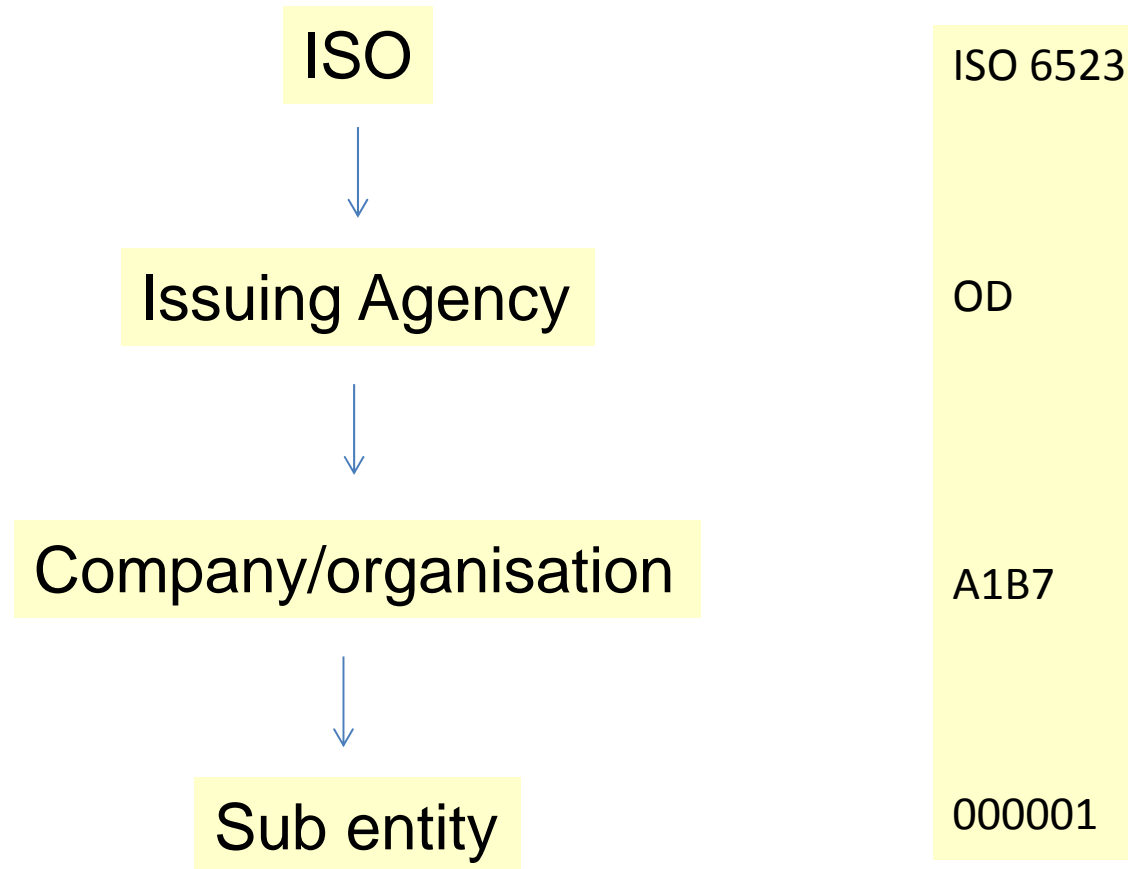 ISO
ISO 6523
Issuing Agency
OD
Company/organisation
A1B7
Sub entity
000001